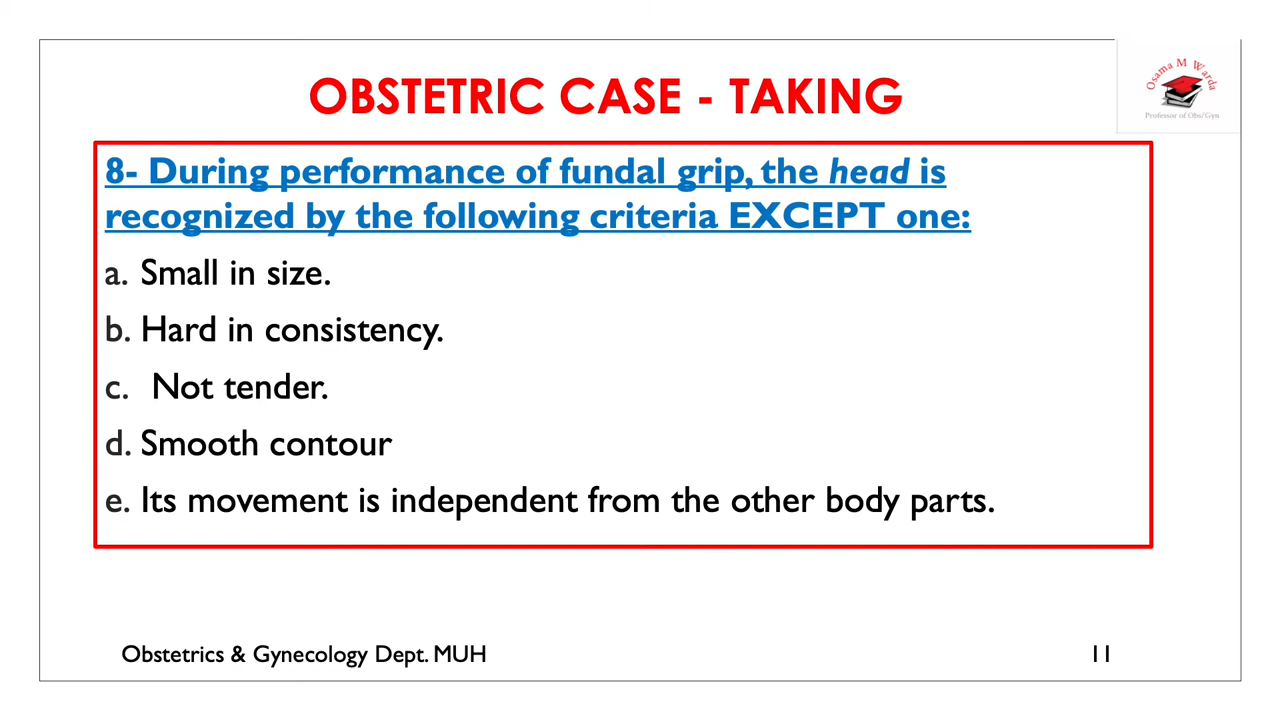 OBSTETRIC CASE - TAKING
Osama M Warda
Professor of Obs/Gyn
8- During performance of fundal grip, the head is
recognized by the following criteria EXCEPT one:
a. Small in size.
b. Hard in consistency.
c. Not tender.
d. Smooth contour
e. Its movement is independent from the other body parts.
Obstetrics & Gynecology Dept. MUH
11